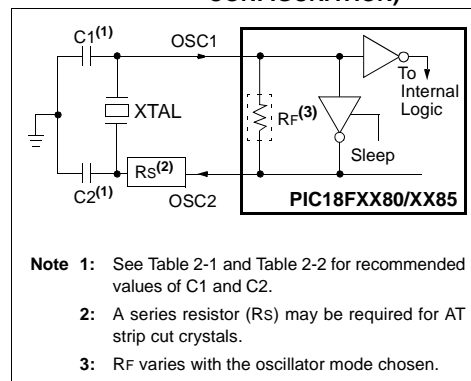 CONFIGURATION)
C1(1)
OSC1
To
Internal
Logic
XTAL
RF(3)
Sleep
C2(1)
RS(2)
OSC2
PIC18FXX80/XX85
Note 1: See Table 2-1 and Table 2-2 for recommended
values of C1 and C2.
2: A series resistor (RS) may be required for AT
strip cut crystals.
3: RF varies with the oscillator mode chosen.